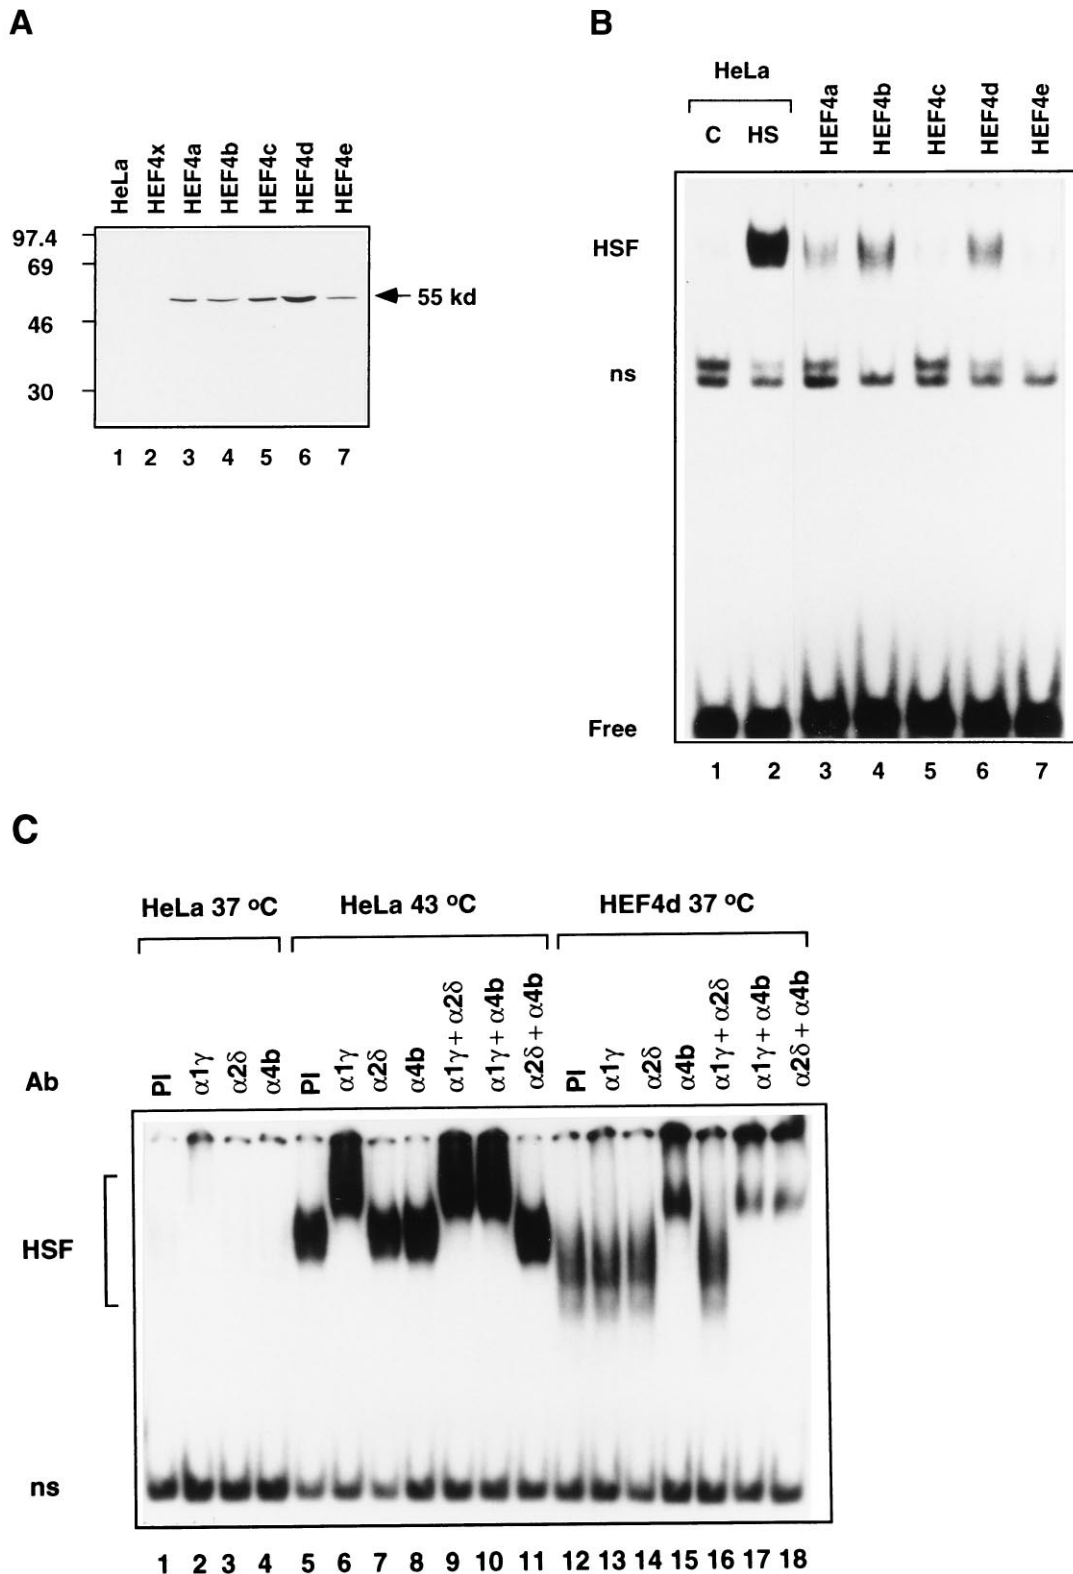 A
HeLa
HEF4x
HEF4a
HEF4b
HEF4c
HEF4d
HEF4e
97.4
69
46
30
55 kd
1 2 3 4 5 6 7
B
HeLa
C HS
HEF4a
HEF4b
HEF4c
HEF4d
HEF4e
HSF
ns
Free
1 2 3 4 5 6 7
C
HeLa 37 ºC
HeLa 43 ºC
HEF4d 37 ºC
Ab
PI
α1γ
α2δ
α4b
PI
α1γ
α2δ
α4b
α1γ + α2δ
α1γ + α4b
α2δ + α4b
PI
α1γ
α2δ
α4b
α1γ + α2δ
α1γ + α4b
α2δ + α4b
HSF
ns
1 2 3 4 5 6 7 8 9 10 11 12 13 14 15 16 17 18